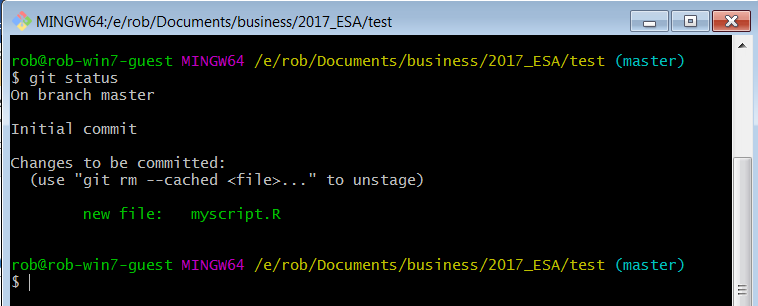 MINGW64:/e/rob/Documents/business/2017_ESA/test
rob@rob-win7-guest MINGW64 /e/rob/Documents/business/2017_ESA/test (master)
$ git status
On branch master
Initial commit
Changes to be committed:
  (use "git rm --cached <file>..." to unstage)
        new file:   myscript.R
rob@rob-win7-guest MINGW64 /e/rob/Documents/business/2017_ESA/test (master)
$